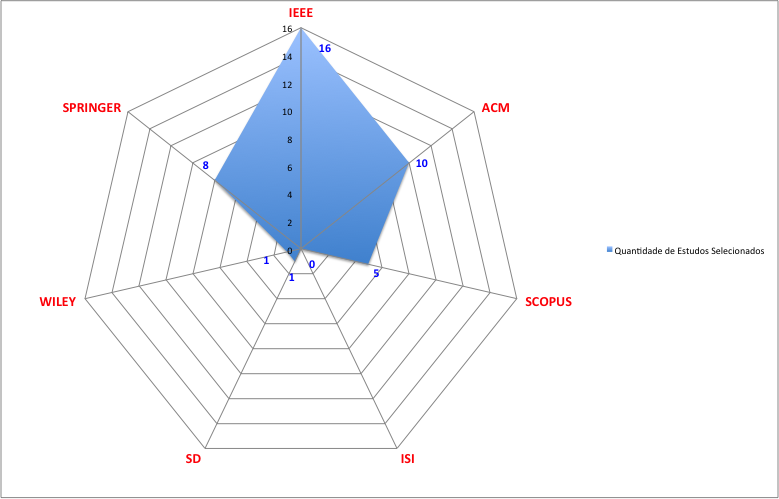 IEEE
16
16
14
SPRINGER
ACM
12
10
8
8
10
6
4
2
0
1
0
1
5
Quantidade de Estudos Selecionados
WILEY
SCOPUS
SD
ISI